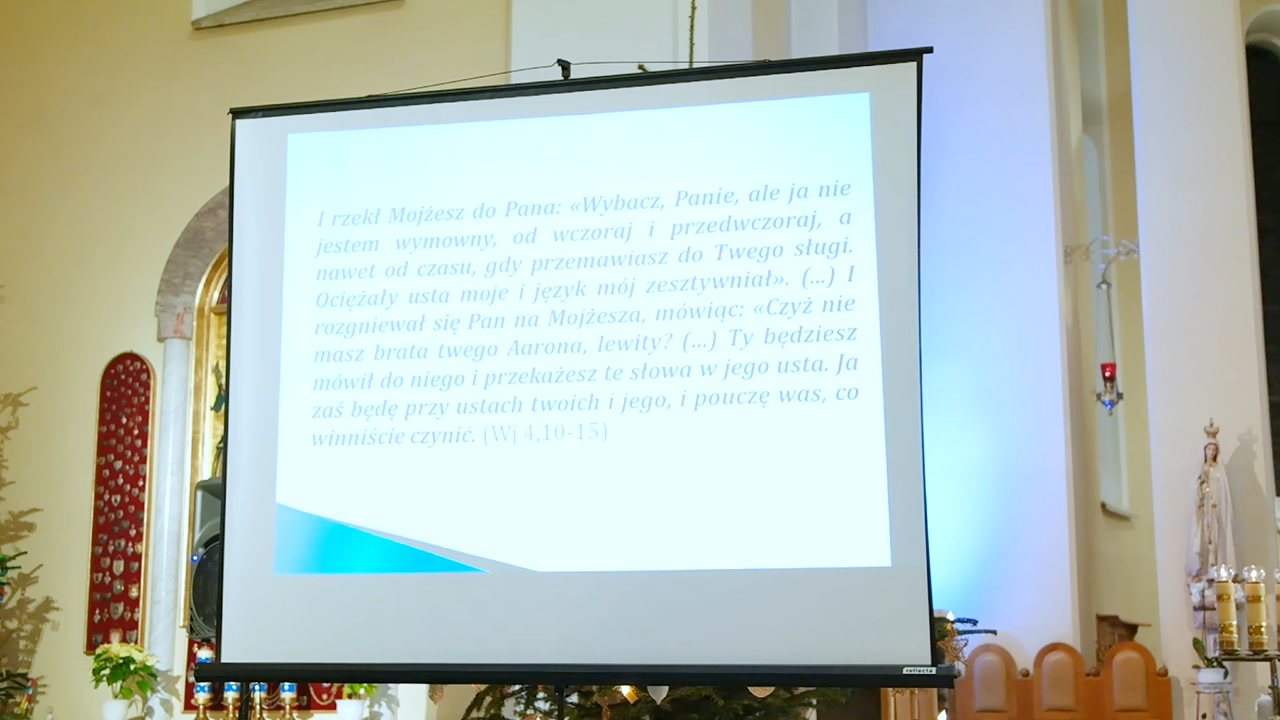 I rzekł Mojżesz do Pana: «Wybacz, Panie, ale ja nie
jestem wymowny, od wczoraj i przedwczoraj, a
nawet od czasu, gdy przemawiasz do Twego sługi.
Ociężały usta moje i język mój zesztywniał». (...) I
rozgniewał się Pan na Mojżesza, mówiąc: «Czyż nie
masz brata twego Aarona, lewity? (...) Ty będziesz
mówił do niego i przekażesz te słowa w jego usta. Ja
zaś będę przy ustach twoich i jego, i pouczę was, co
winniście czynić. (Wj 4,10-15)
reflecta